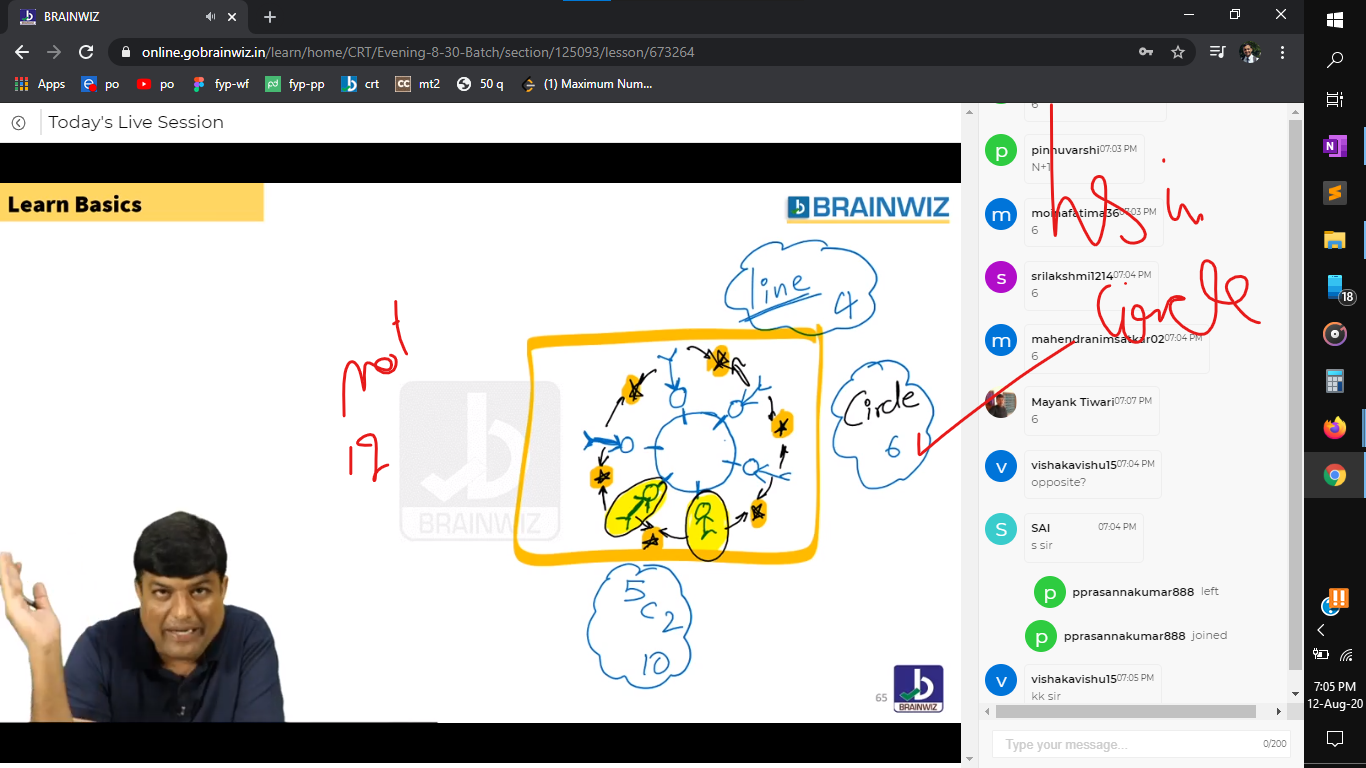 BRAINWIZ
online.gobrainwiz.in/learn/home/CRT/Evening-8-30-Batch/section/125093/lesson/673264
Apps
po
po
fyp-wf
fyp-pp
crt
mt2
50 q
(1) Maximum Num...
Today's Live Session
Learn Basics
BRAINWIZ
line
4
Circle
6
not
12
BRAINWIZ
5
C
2
10
65
BRAINWIZ
6
pinnuvarshi 07:03 PM
N+1
07:03 PM
6
srilakshmi1214 07:04 PM
6
mahendranimsatkar02 07:04 PM
6
Mayank Tiwari 07:07 PM
6
vishakavishu15 07:04 PM
opposite?
SAI 07:04 PM
s sir
pprasannakumar888 left
pprasannakumar888 joined
vishakavishu15 07:05 PM
kk sir
Type your message...
0/200
in
circle
18
7:05 PM
12-Aug-20